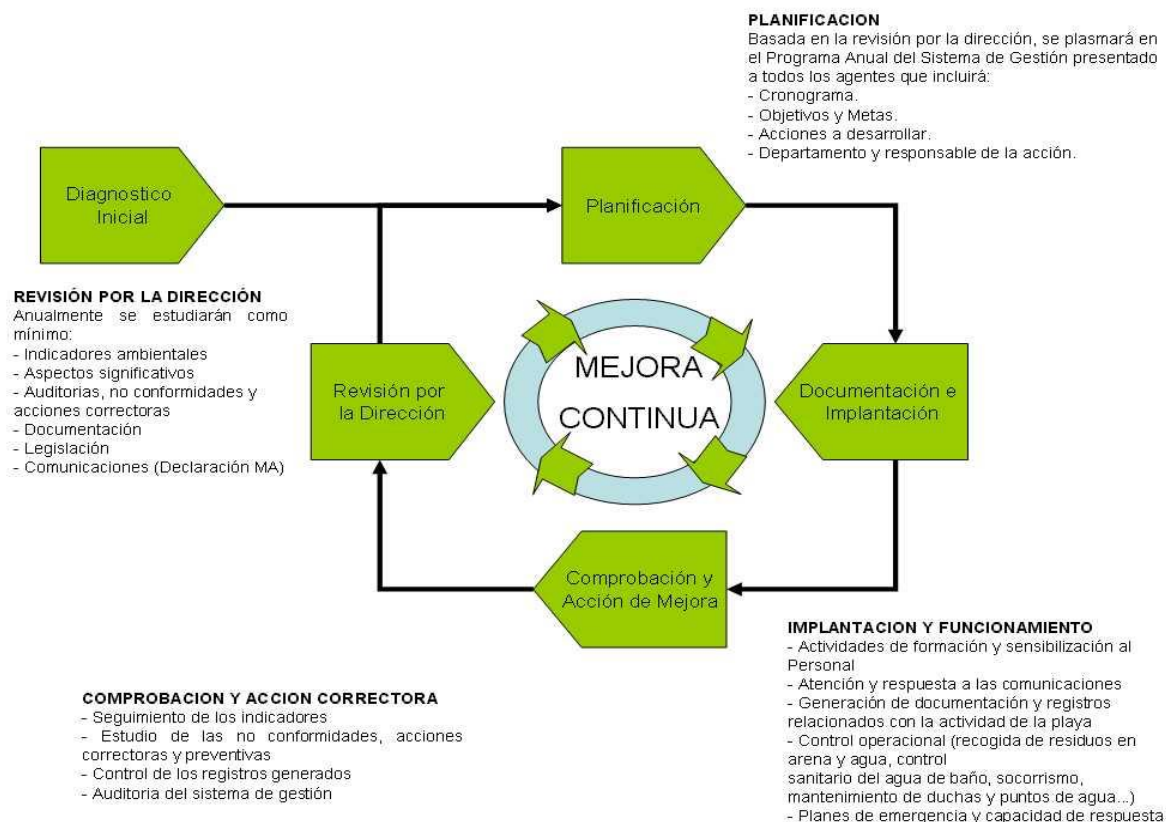 PLANIFICACION
Basada en la revisión por la dirección, se plasmará en
el Programa Anual del Sistema de Gestión presentado
a todos los agentes que incluirá:
- Cronograma.
- Objetivos y Metas.
- Acciones a desarrollar.
- Departamento y responsable de la acción.
Diagnostico
Inicial
Planificación
REVISIÓN POR LA DIRECCIÓN
Anualmente se estudiarán como
mínimo:
- Indicadores ambientales
- Aspectos significativos
- Auditorias, no conformidades y
acciones correctoras
- Documentación
- Legislación
- Comunicaciones (Declaración MA)
Revisión por
la Dirección
MEJORA
CONTINUA
Documentación e
Implantación
Comprobación y
Acción de Mejora
COMPROBACION Y ACCION CORRECTORA
- Seguimiento de los indicadores
- Estudio de las no conformidades, acciones
correctoras y preventivas
- Control de los registros generados
- Auditoria del sistema de gestión
IMPLANTACION Y FUNCIONAMIENTO
- Actividades de formación y sensibilización al
Personal
- Atención y respuesta a las comunicaciones
- Generación de documentación y registros
relacionados con la actividad de la playa
- Control operacional (recogida de residuos en
arena y agua, control
sanitario del agua de baño, socorrismo,
mantenimiento de duchas y puntos de agua...)
- Planes de emergencia y capacidad de respuesta